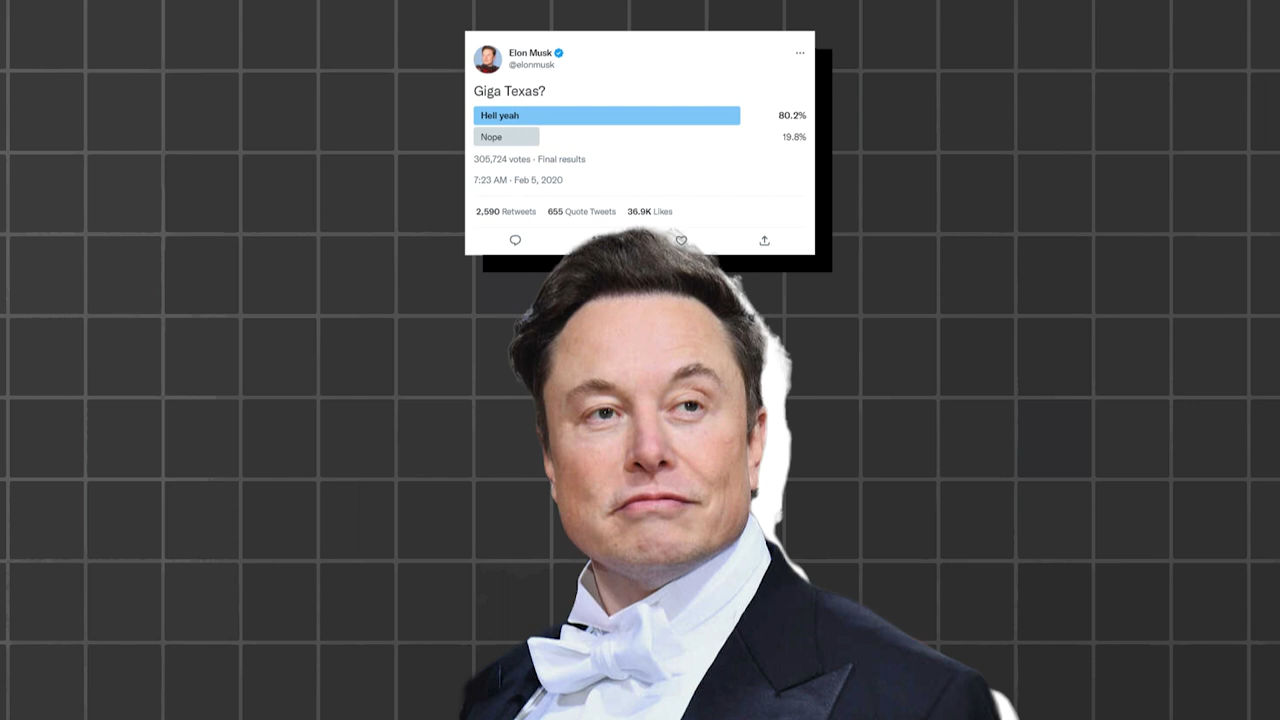 Elon Musk
@elonmusk
Giga Texas?
Hell yeah 80.2%
Nope 19.8%
305,724 votes · Final results
7:23 AM · Feb 5, 2020
2,590 Retweets 655 Quote Tweets 36.9K Likes